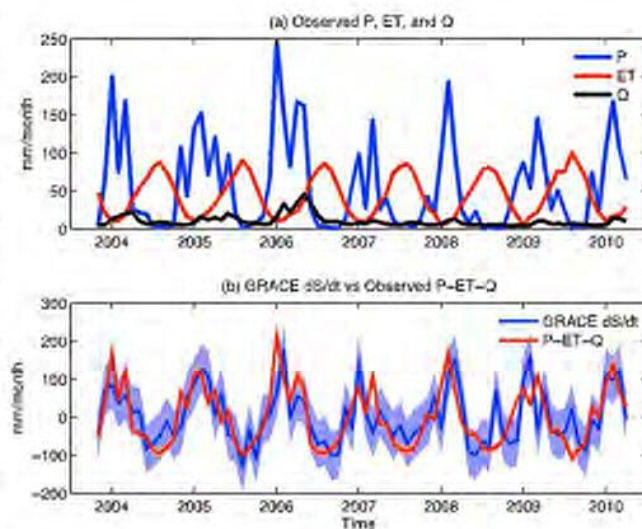 (a) Observed P, ET, and Q
250
200
150
100
50
0
mm/month
P
ET
Q
2004 2005 2006 2007 2008 2009 2010
(b) GRACE dS/dt vs Observed P-ET-Q
300
100
0
-100
-200
mm/month
GRACE dS/dt
P-ET-Q
2004 2005 2006 2007 2008 2009 2010
Time